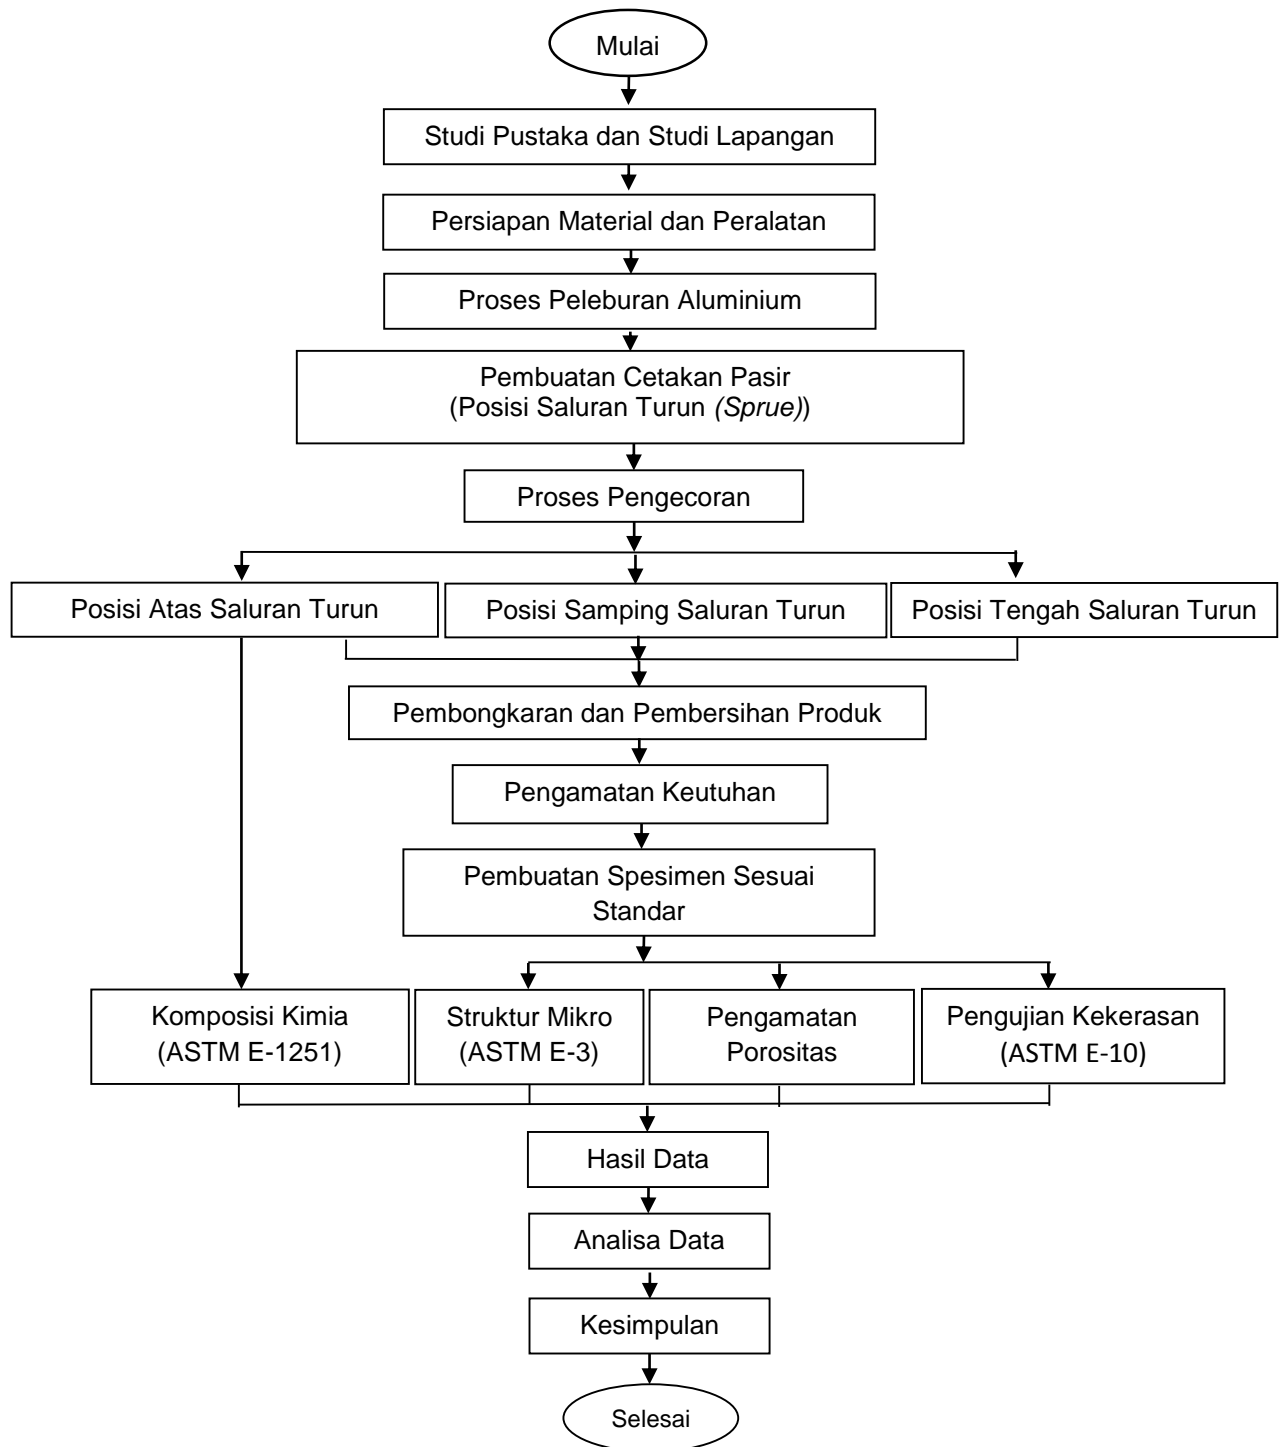 Mulai
Studi Pustaka dan Studi Lapangan
Persiapan Material dan Peralatan
Proses Peleburan Aluminium
Pembuatan Cetakan Pasir
(Posisi Saluran Turun (Sprue))
Proses Pengecoran
Posisi Atas Saluran Turun
Posisi Samping Saluran Turun
Posisi Tengah Saluran Turun
Pembongkaran dan Pembersihan Produk
Pengamatan Keutuhan
Pembuatan Spesimen Sesuai
Standar
Komposisi Kimia
(ASTM E-1251)
Struktur Mikro
(ASTM E-3)
Pengamatan
Porositas
Pengujian Kekerasan
(ASTM E-10)
Hasil Data
Analisa Data
Kesimpulan
Selesai